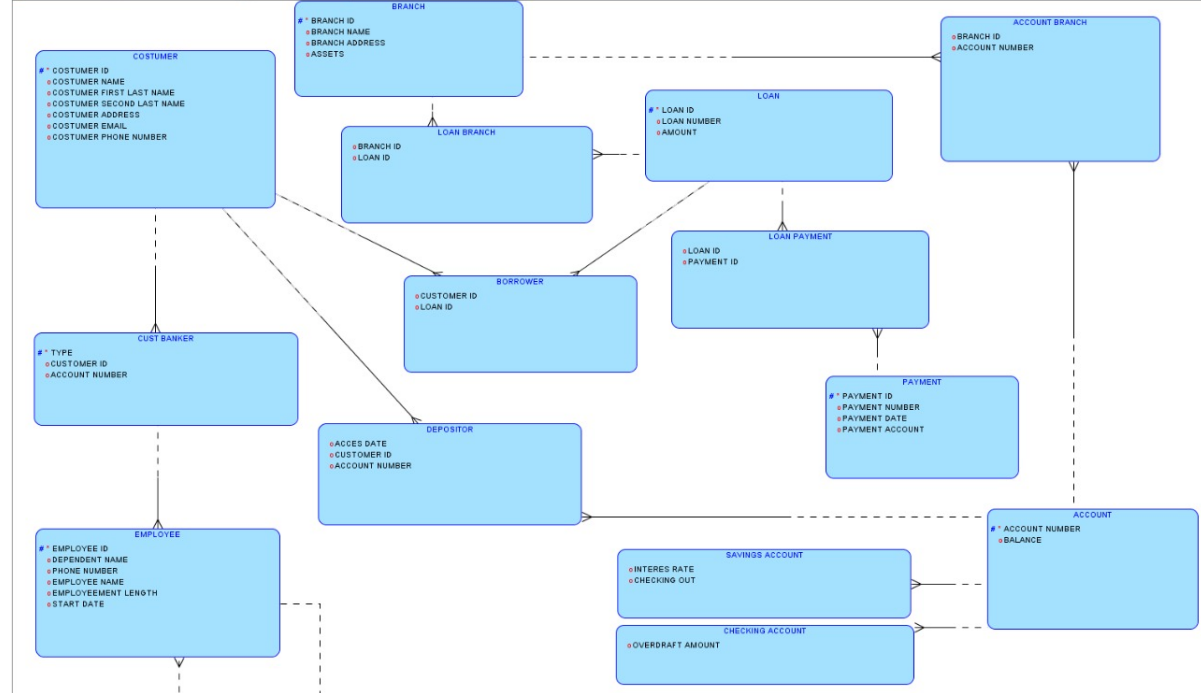 BRANCH
# * BRANCH ID
o BRANCH NAME
o BRANCH ADDRESS
o ASSETS
ACCOUNT BRANCH
o BRANCH ID
o ACCOUNT NUMBER
COSTUMER
# * COSTUMER ID
o COSTUMER NAME
o COSTUMER FIRST LAST NAME
o COSTUMER SECOND LAST NAME
o COSTUMER ADDRESS
o COSTUMER EMAIL
o COSTUMER PHONE NUMBER
LOAN
# * LOAN ID
o LOAN NUMBER
o AMOUNT
LOAN BRANCH
o BRANCH ID
o LOAN ID
LOAN PAYMENT
o LOAN ID
o PAYMENT ID
BORROWER
o CUSTOMER ID
o LOAN ID
CUST BANKER
# * TYPE
o CUSTOMER ID
o ACCOUNT NUMBER
PAYMENT
# * PAYMENT ID
o PAYMENT NUMBER
o PAYMENT DATE
o PAYMENT ACCOUNT
DEPOSITOR
o ACCES DATE
o CUSTOMER ID
o ACCOUNT NUMBER
ACCOUNT
# * ACCOUNT NUMBER
o BALANCE
EMPLOYEE
# * EMPLOYEE ID
o DEPENDENT NAME
o PHONE NUMBER
o EMPLOYEE NAME
o EMPLOYEEMENT LENGTH
o START DATE
SAVINGS ACCOUNT
o INTERES RATE
o CHECKING OUT
CHECKING ACCOUNT
o OVERDRAFT AMOUNT